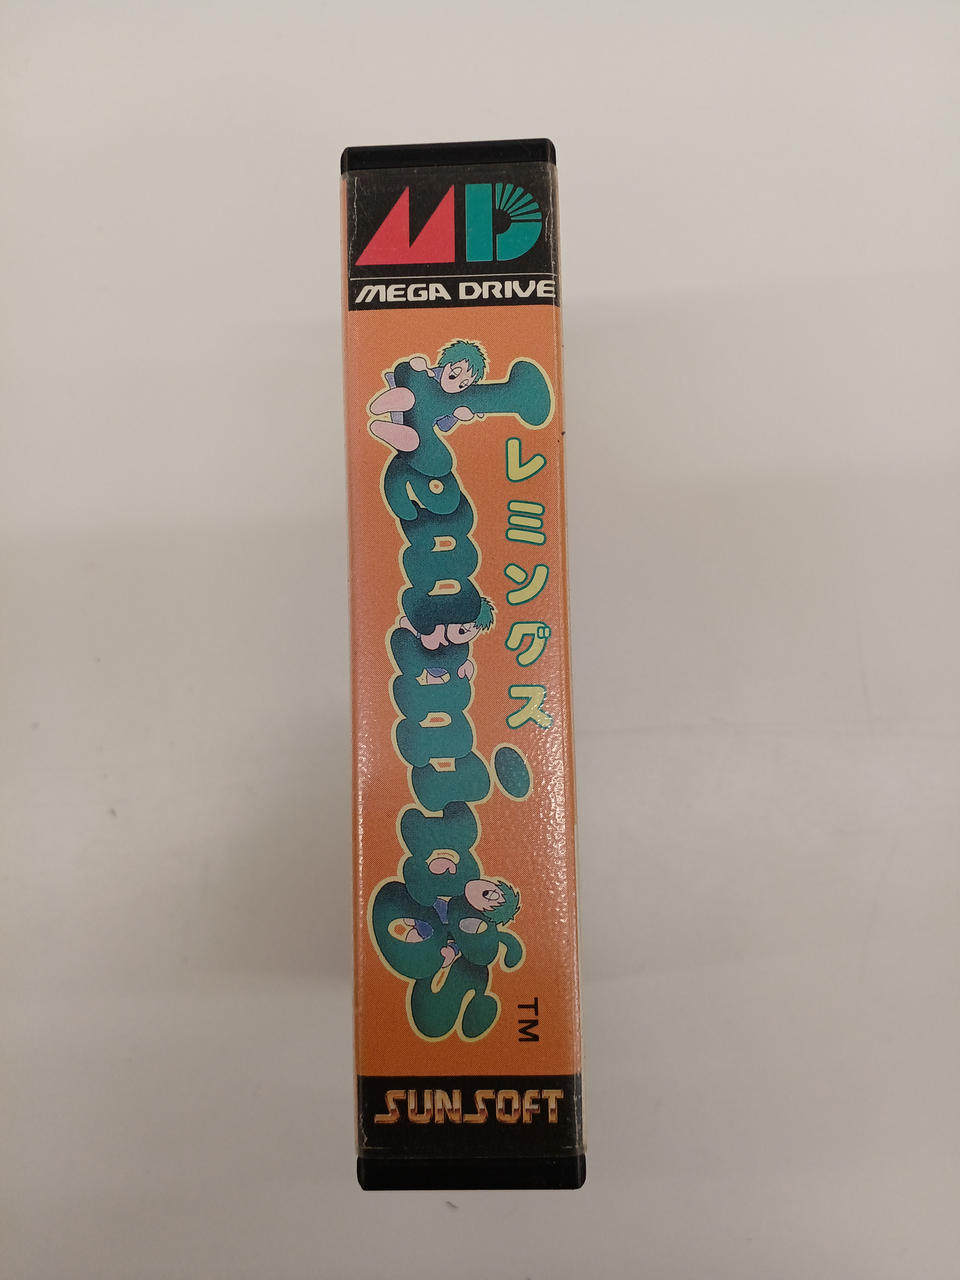 MD
MEGA DRIVE
Lemmings
レミングス
TM
SUNSOFT